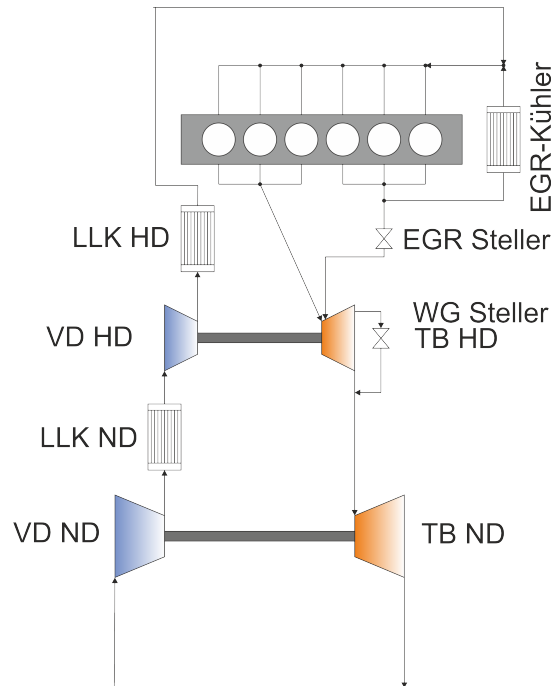 EGR-Kühler
LLK HD
EGR Steller
VD HD
WG Steller
TB HD
LLK ND
VD ND
TB ND